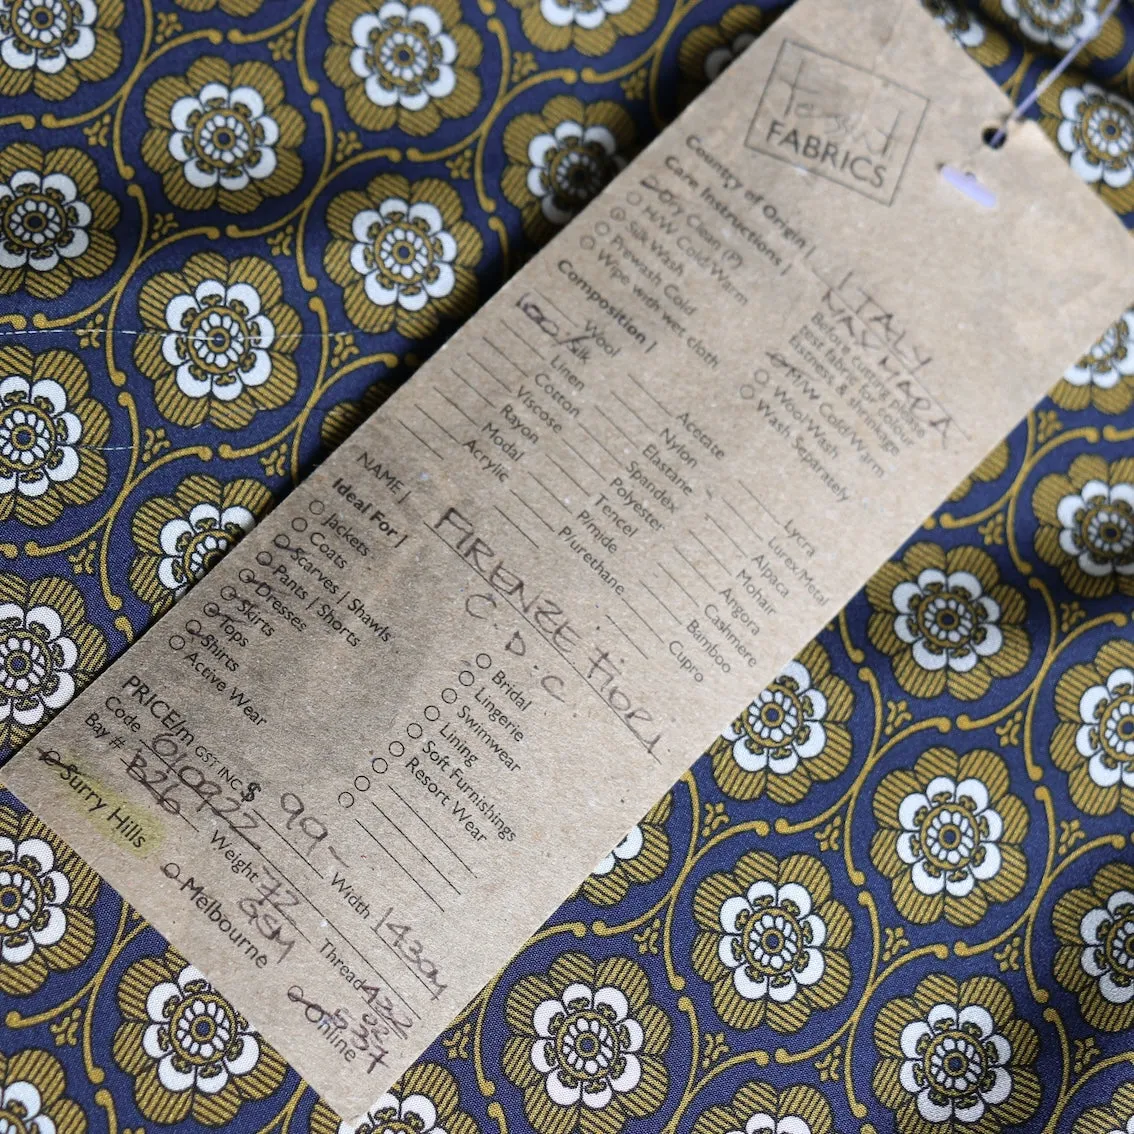 FABRICS
Country of Origin | ITALY
Care Instructions |
Dry Clean (P)
H/W Cold/Warm
Silk Wash
Prewash Cold
Wipe with wet cloth
Before cutting please
test fabric for colour
fastness & shrinkage
M/W Cold/Warm
Wool/Wash
Wash Separately
Composition |
Wool
100% Silk
Linen
Cotton
Viscose
Rayon
Modal
Acrylic
Acetate
Nylon
Elastane
Spandex
Polyester
Tencel
P/mide
P/urethane
Lycra
Lurex/Metal
Alpaca
Angora
Mohair
Cashmere
Bamboo
Cupro
NAME | FIRENZE FIORI
C.D.C
Ideal For |
Jackets
Coats
Scarves | Shawls
Pants | Shorts
Dresses
Skirts
Tops
Shirts
Active Wear
Bridal
Lingerie
Swimwear
Lining
Soft Furnishings
Resort Wear
PRICE/m GST INC $ 99- Width 143cm
Code 010922 Weight 72 GSM Thread
Bay # B26
537
Surry Hills
Melbourne
Online